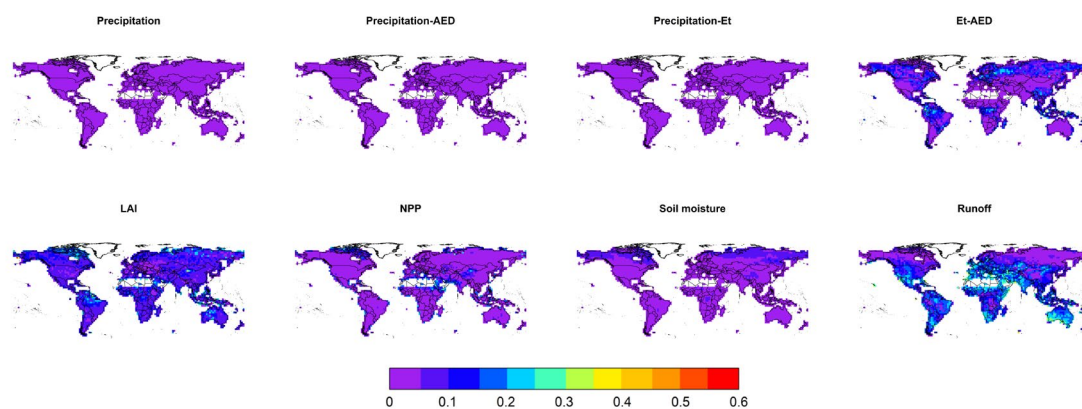 Precipitation
Precipitation-AED
Precipitation-Et
Et-AED
LAI
NPP
Soil moisture
Runoff
0 0.1 0.2 0.3 0.4 0.5 0.6